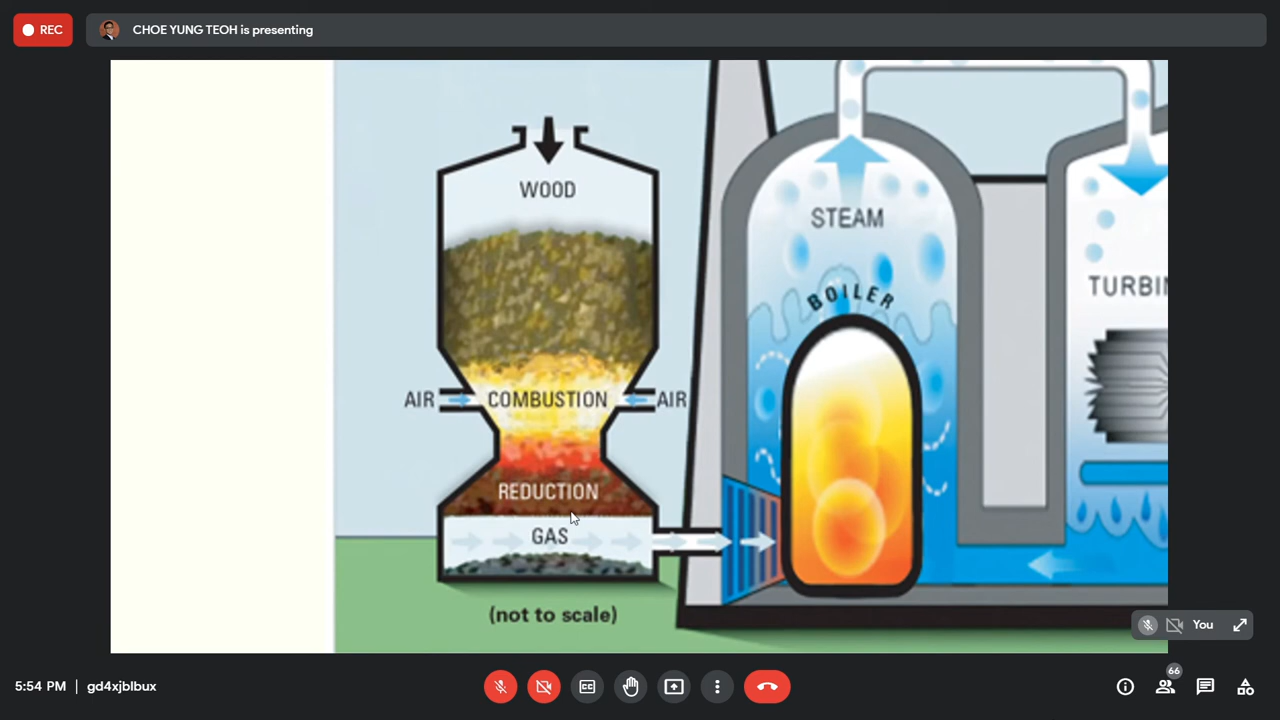 REC
CHOE YUNG TEOH is presenting
WOOD
STEAM
BOILER
TURBIN
AIR
COMBUSTION
AIR
REDUCTION
GAS
(not to scale)
You
5:54 PM | gd4xjblbux
66